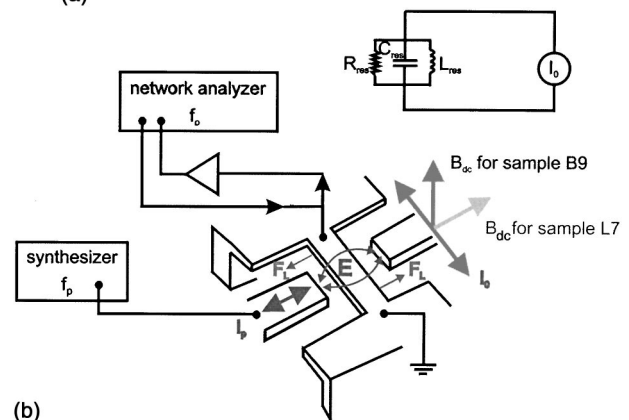 (a)
C_res
R_res
L_res
I_0
network analyzer
f_o
B_dc for sample B9
B_dc for sample L7
synthesizer
f_p
F_L
E
F_L
I_0
I_P
(b)